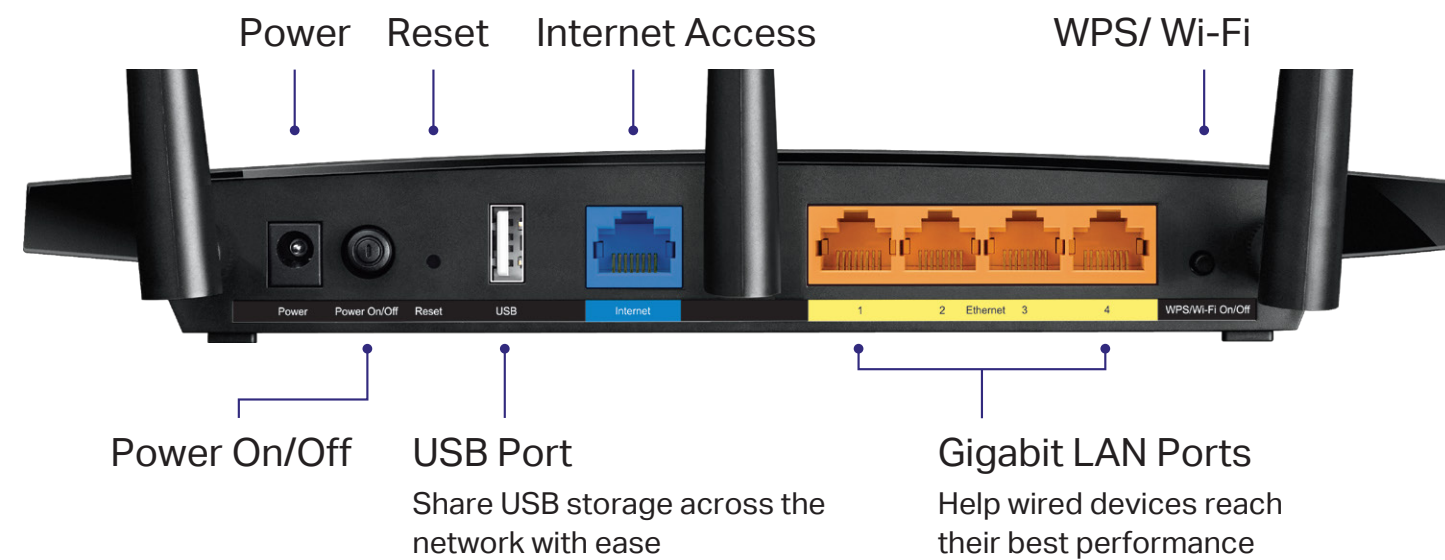 Power Reset Internet Access WPS/ Wi-Fi
Power Power On/Off Reset USB Internet 1 2 Ethernet 3 4 WPS/Wi-Fi On/Off
Power On/Off
USB Port
Share USB storage across the
network with ease
Gigabit LAN Ports
Help wired devices reach
their best performance